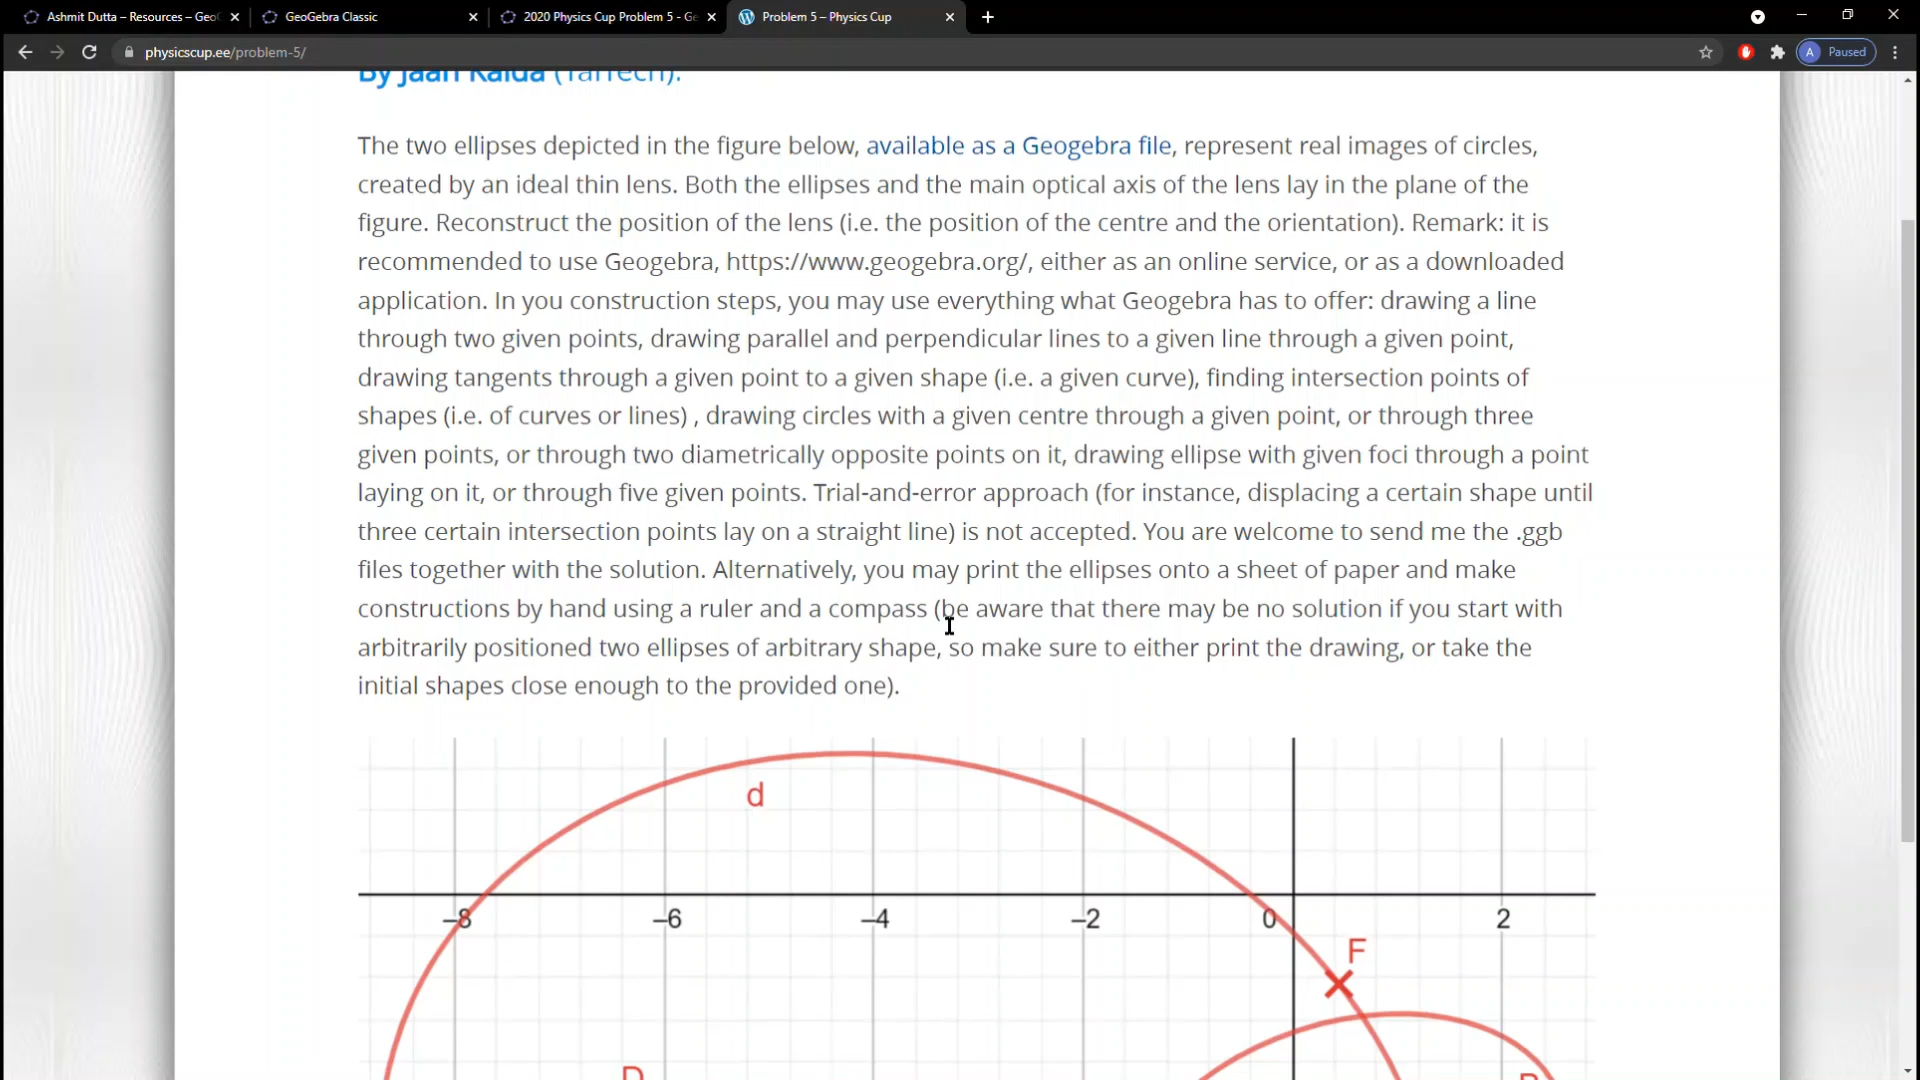 Ashmit Dutta – Resources – Geo
GeoGebra Classic
2020 Physics Cup Problem 5 - Ge
Problem 5 – Physics Cup
physicscup.ee/problem-5/
A Paused
By Jaan Kalda (TalTech).
The two ellipses depicted in the figure below, available as a Geogebra file, represent real images of circles,
created by an ideal thin lens. Both the ellipses and the main optical axis of the lens lay in the plane of the
figure. Reconstruct the position of the lens (i.e. the position of the centre and the orientation). Remark: it is
recommended to use Geogebra, https://www.geogebra.org/, either as an online service, or as a downloaded
application. In you construction steps, you may use everything what Geogebra has to offer: drawing a line
through two given points, drawing parallel and perpendicular lines to a given line through a given point,
drawing tangents through a given point to a given shape (i.e. a given curve), finding intersection points of
shapes (i.e. of curves or lines) , drawing circles with a given centre through a given point, or through three
given points, or through two diametrically opposite points on it, drawing ellipse with given foci through a point
laying on it, or through five given points. Trial-and-error approach (for instance, displacing a certain shape until
three certain intersection points lay on a straight line) is not accepted. You are welcome to send me the .ggb
files together with the solution. Alternatively, you may print the ellipses onto a sheet of paper and make
constructions by hand using a ruler and a compass (be aware that there may be no solution if you start with
arbitrarily positioned two ellipses of arbitrary shape, so make sure to either print the drawing, or take the
initial shapes close enough to the provided one).
d
–8 –6 –4 –2 0 2
F
D